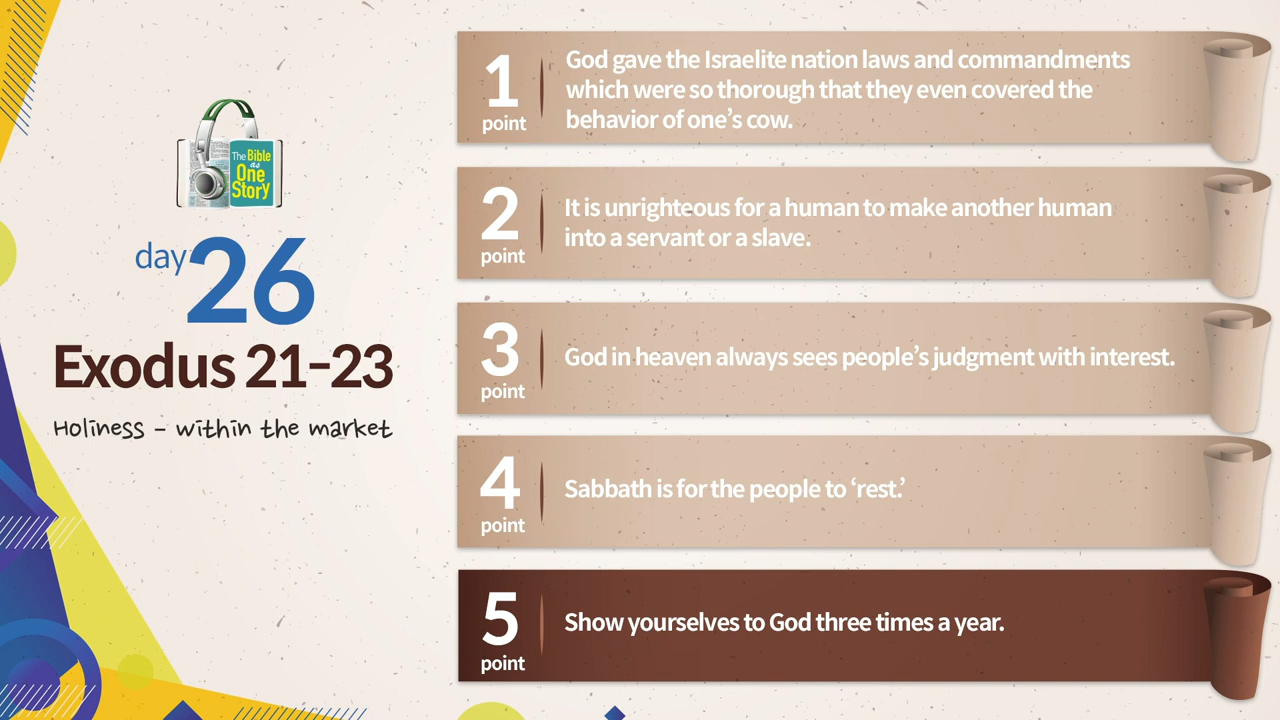 The Bible
as
One
Story
day 26
Exodus 21-23
Holiness - within the market
1
point
God gave the Israelite nation laws and commandments
which were so thorough that they even covered the
behavior of one’s cow.
2
point
It is unrighteous for a human to make another human
into a servant or a slave.
3
point
God in heaven always sees people’s judgment with interest.
4
point
Sabbath is for the people to ‘rest.’
5
point
Show yourselves to God three times a year.